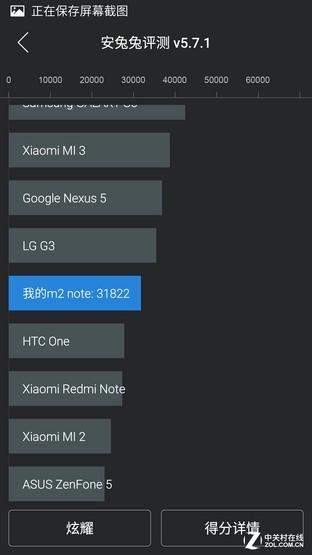 正在保存屏幕截图
安兔兔评测 v5.7.1
0 10000 20000 30000 40000 50000 60000
Xiaomi MI 3
Google Nexus 5
LG G3
我的m2 note: 31822
HTC One
Xiaomi Redmi Note
Xiaomi MI 2
ASUS ZenFone 5
炫耀 得分详情
中关村在线
ZOL.COM.CN